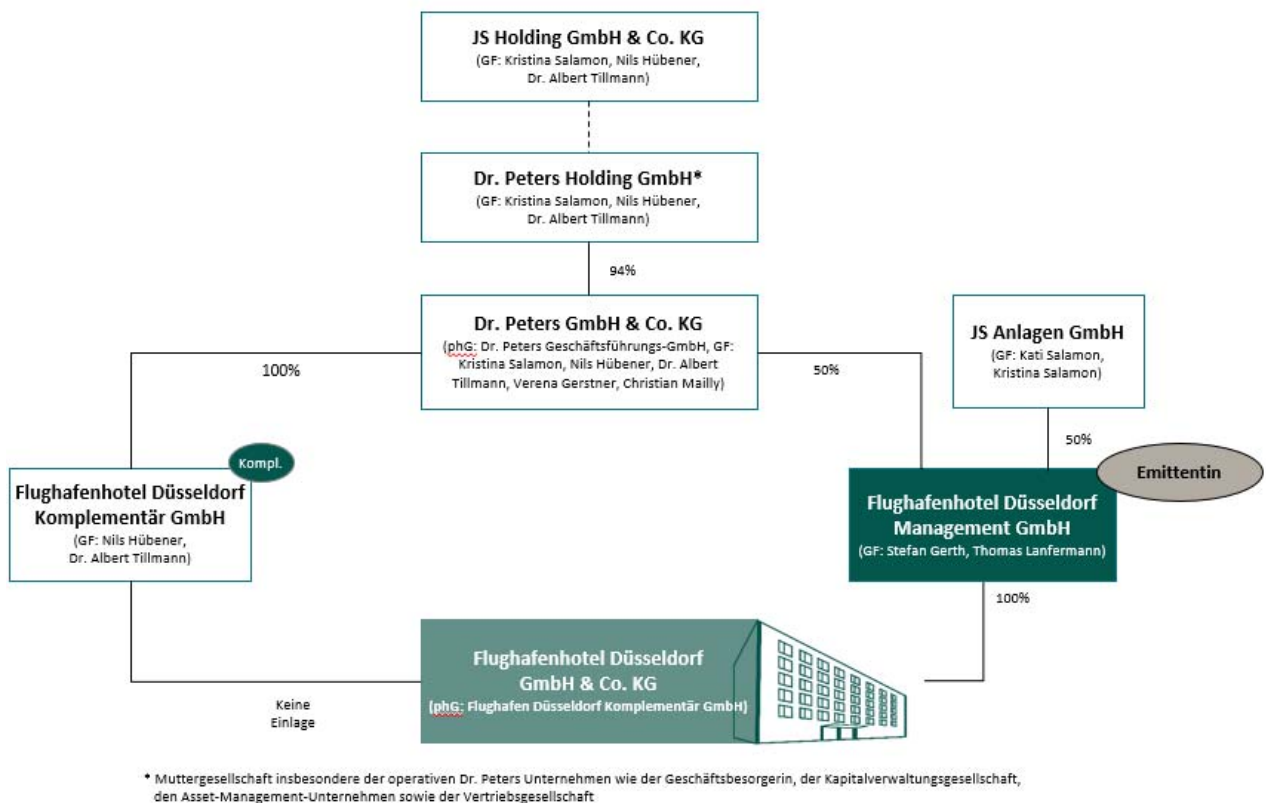 JS Holding GmbH & Co. KG
(GF: Kristina Salamon, Nils Hübener,
Dr. Albert Tillmann)
Dr. Peters Holding GmbH*
(GF: Kristina Salamon, Nils Hübener,
Dr. Albert Tillmann)
94%
Dr. Peters GmbH & Co. KG
(phG: Dr. Peters Geschäftsführungs-GmbH, GF:
Kristina Salamon, Nils Hübener, Dr. Albert
Tillmann, Verena Gerstner, Christian Mailly)
JS Anlagen GmbH
(GF: Kati Salamon,
Kristina Salamon)
100%
50%
50%
Kompl.
Emittentin
Flughafenhotel Düsseldorf
Komplementär GmbH
(GF: Nils Hübener,
Dr. Albert Tillmann)
Flughafenhotel Düsseldorf
Management GmbH
(GF: Stefan Gerth, Thomas Lanfermann)
100%
Flughafenhotel Düsseldorf
GmbH & Co. KG
(phG: Flughafen Düsseldorf Komplementär GmbH)
Keine
Einlage
* Muttergesellschaft insbesondere der operativen Dr. Peters Unternehmen wie der Geschäftsbesorgerin, der Kapitalverwaltungsgesellschaft,
den Asset-Management-Unternehmen sowie der Vertriebsgesellschaft